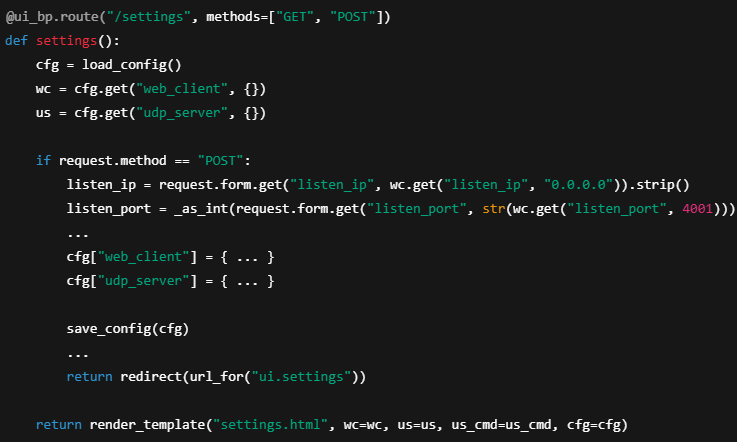 @ui_bp.route("/settings", methods=["GET", "POST"])
def settings():
    cfg = load_config()
    wc = cfg.get("web_client", {})
    us = cfg.get("udp_server", {})

    if request.method == "POST":
        listen_ip = request.form.get("listen_ip", wc.get("listen_ip", "0.0.0.0")).strip()
        listen_port = _as_int(request.form.get("listen_port", str(wc.get("listen_port", 4001)))
        ...
        cfg["web_client"] = { ... }
        cfg["udp_server"] = { ... }

        save_config(cfg)
        ...
        return redirect(url_for("ui.settings"))

    return render_template("settings.html", wc=wc, us=us, us_cmd=us_cmd, cfg=cfg)